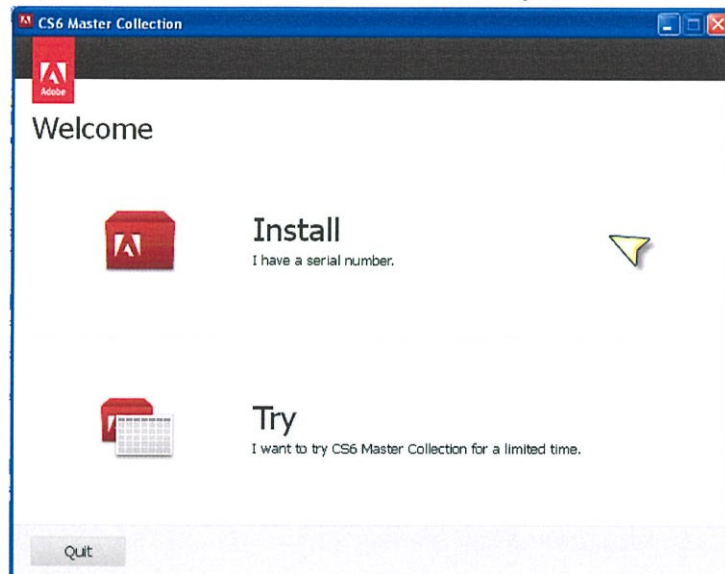 CS6 Master Collection
Adobe
Welcome
Install
I have a serial number.
Try
I want to try CS6 Master Collection for a limited time.
Quit